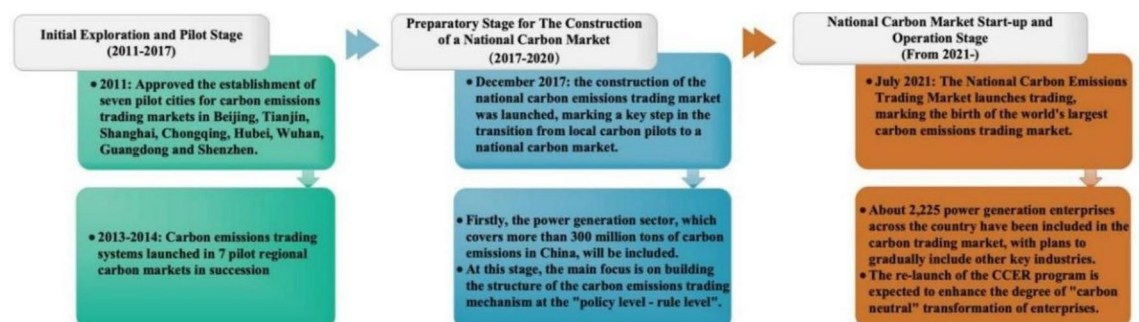 Initial Exploration and Pilot Stage
(2011-2017)
• 2011: Approved the establishment of
seven pilot cities for carbon emissions
trading markets in Beijing, Tianjin,
Shanghai, Chongqing, Hubei, Wuhan,
Guangdong and Shenzhen.
• 2013-2014: Carbon emissions trading
systems launched in 7 pilot regional
carbon markets in succession
Preparatory Stage for The Construction
of a National Carbon Market
(2017-2020)
• December 2017: the construction of the
national carbon emissions trading market
was launched, marking a key step in the
transition from local carbon pilots to a
national carbon market.
• Firstly, the power generation sector, which
covers more than 300 million tons of carbon
emissions in China, will be included.
• At this stage, the main focus is on building
the structure of the carbon emissions trading
mechanism at the "policy level - rule level".
National Carbon Market Start-up and
Operation Stage
(From 2021-)
• July 2021: The National Carbon Emissions
Trading Market launches trading,
marking the birth of the world's largest
carbon emissions trading market.
• About 2,225 power generation enterprises
across the country have been included in the
carbon trading market, with plans to
gradually include other key industries.
• The re-launch of the CCER program is
expected to enhance the degree of "carbon
neutral" transformation of enterprises.